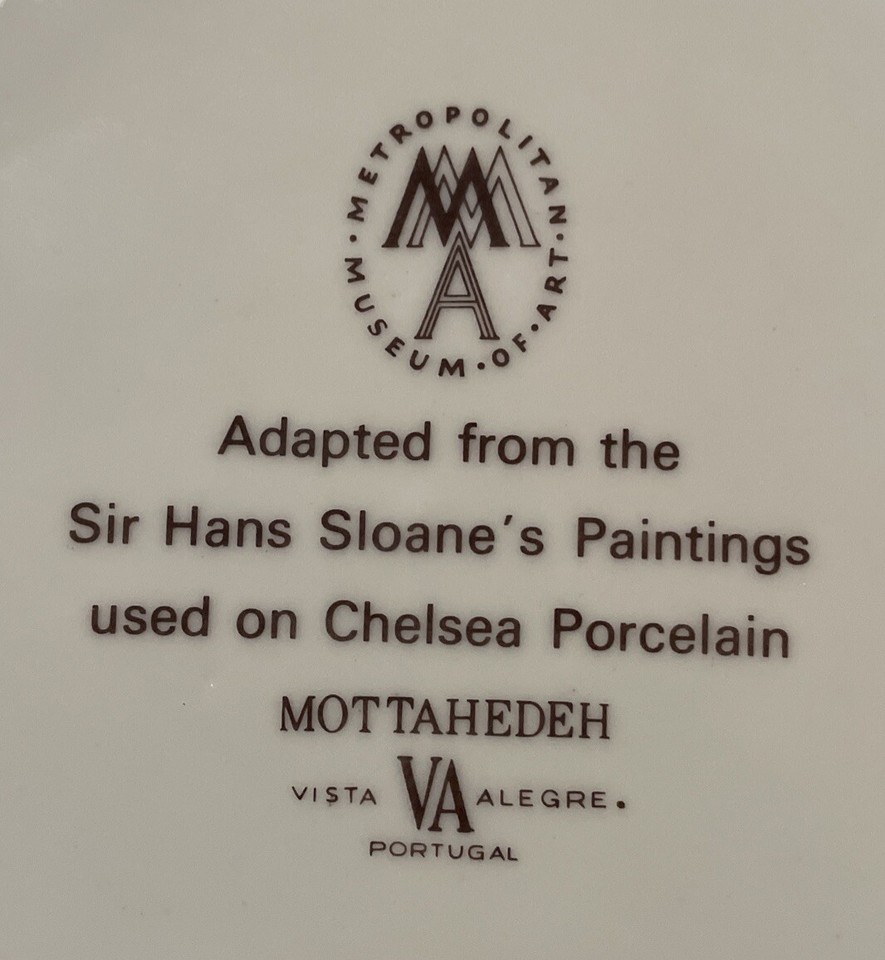 METROPOLITAN · MUSEUM · OF · ART ·
MMA
Adapted from the
Sir Hans Sloane's Paintings
used on Chelsea Porcelain
MOTTAHEDEH
VISTA VA ALEGRE.
PORTUGAL